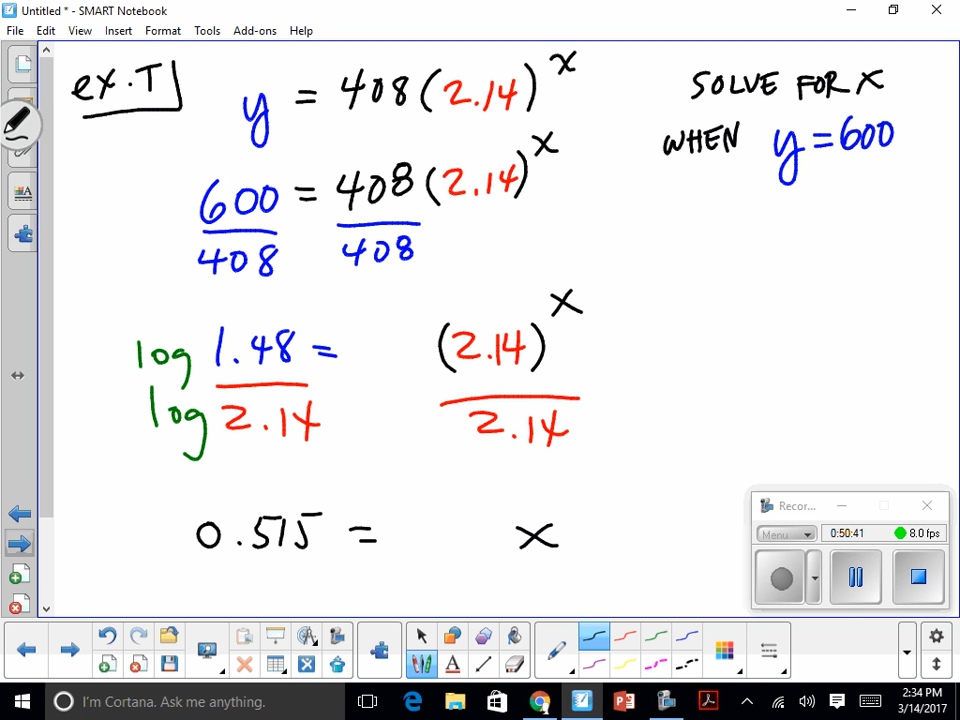 Untitled * - SMART Notebook
File Edit View Insert Format Tools Add-ons Help
ex.T
y = 408(2.14)^x
SOLVE FOR X
WHEN y=600
600 = 408(2.14)^x
408 408
log 1.48 = (2.14)^x
log 2.14 2.14
0.515 = x
Recor...
Menu 0:50:41 8.0 fps
I'm Cortana. Ask me anything.
2:34 PM
3/14/2017